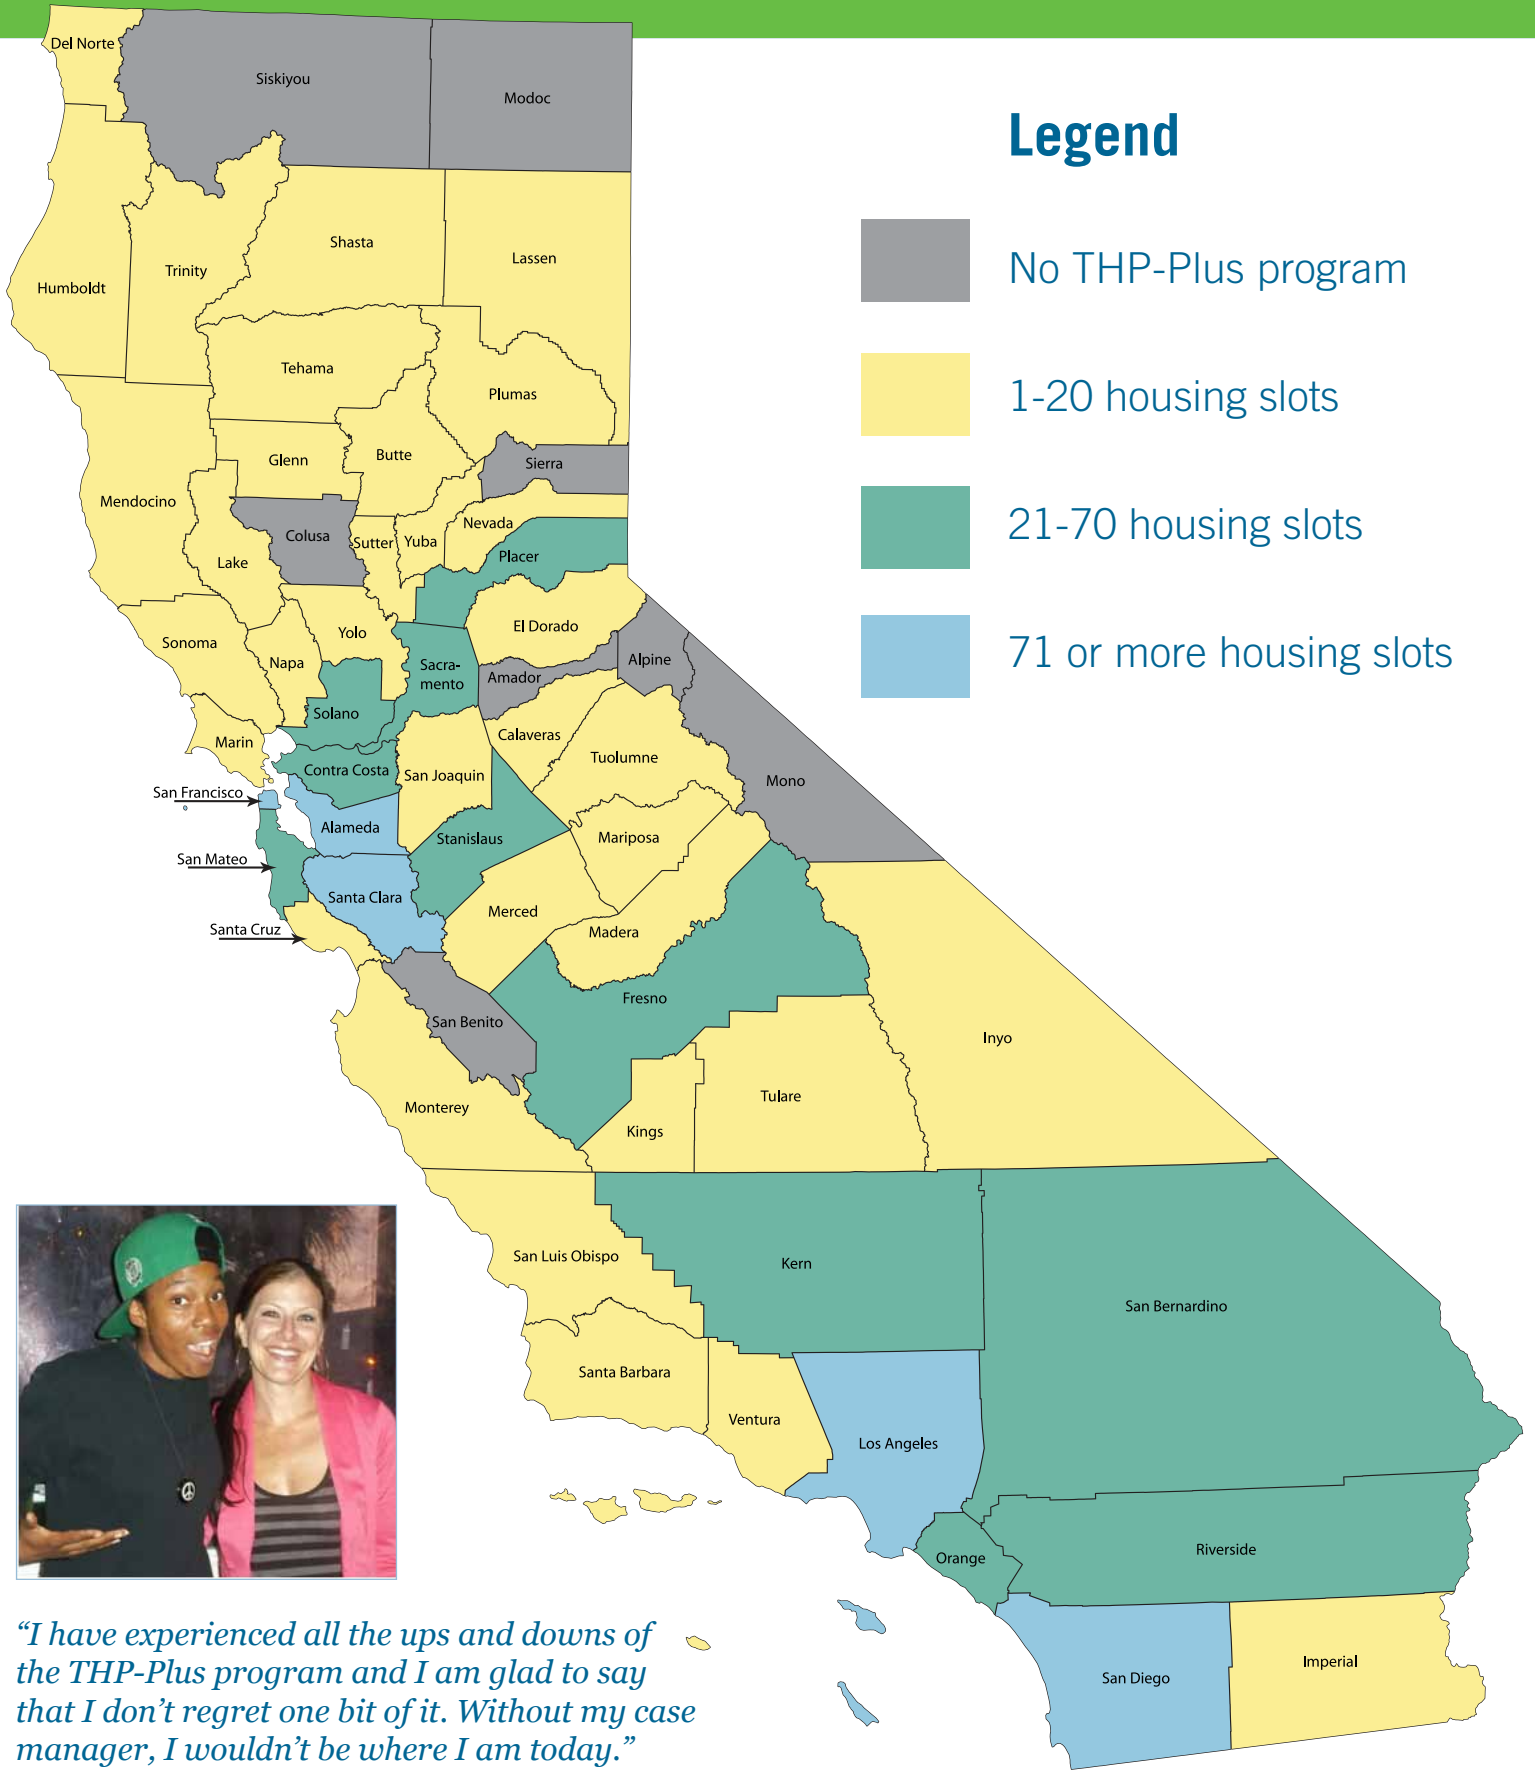 Legend
No THP-Plus program
1-20 housing slots
21-70 housing slots
71 or more housing slots
Del Norte
Siskiyou
Modoc
Humboldt
Trinity
Shasta
Lassen
Tehama
Plumas
Mendocino
Glenn
Butte
Sierra
Colusa
Lake
Sutter
Yuba
Nevada
Placer
Sonoma
Napa
Yolo
El Dorado
Sacra-
mento
Amador
Alpine
Solano
Marin
Contra Costa
San Joaquin
Calaveras
Tuolumne
Mono
San Francisco
Alameda
Stanislaus
Mariposa
San Mateo
Santa Clara
Merced
Santa Cruz
Madera
Fresno
San Benito
Inyo
Monterey
Kings
Tulare
San Luis Obispo
Kern
San Bernardino
Santa Barbara
Ventura
Los Angeles
Orange
Riverside
San Diego
Imperial
“I have experienced all the ups and downs of
the THP-Plus program and I am glad to say
that I don’t regret one bit of it. Without my case
manager, I wouldn’t be where I am today.”